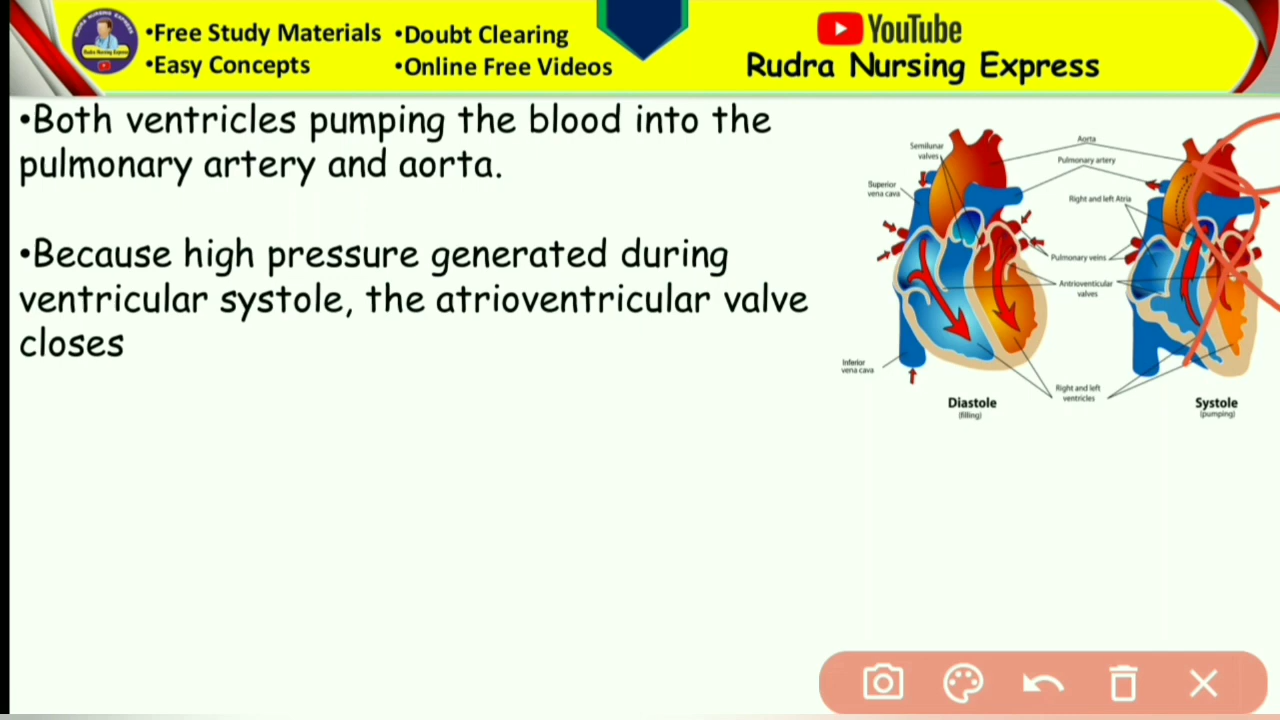 •Free Study Materials
•Easy Concepts
•Doubt Clearing
•Online Free Videos
YouTube
Rudra Nursing Express
•Both ventricles pumping the blood into the
pulmonary artery and aorta.
•Because high pressure generated during
ventricular systole, the atrioventricular valve
closes
Semilunar
valves
Superior
vena cava
Inferior
vena cava
Aorta
Pulmonary artery
Right and left Atria
Pulmonary veins
Antrioventicular
valves
Right and left
ventricles
Diastole
(filling)
Systole
(pumping)